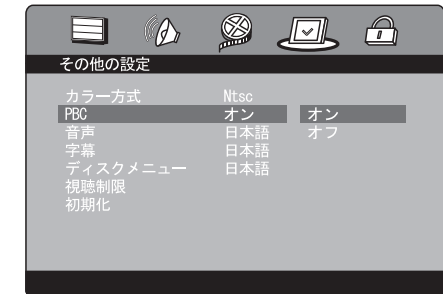 その他の設定
カラー方式 Ntsc
PBC オン オン
音声 日本語 オフ
字幕 日本語
ディスクメニュー 日本語
視聴制限
初期化